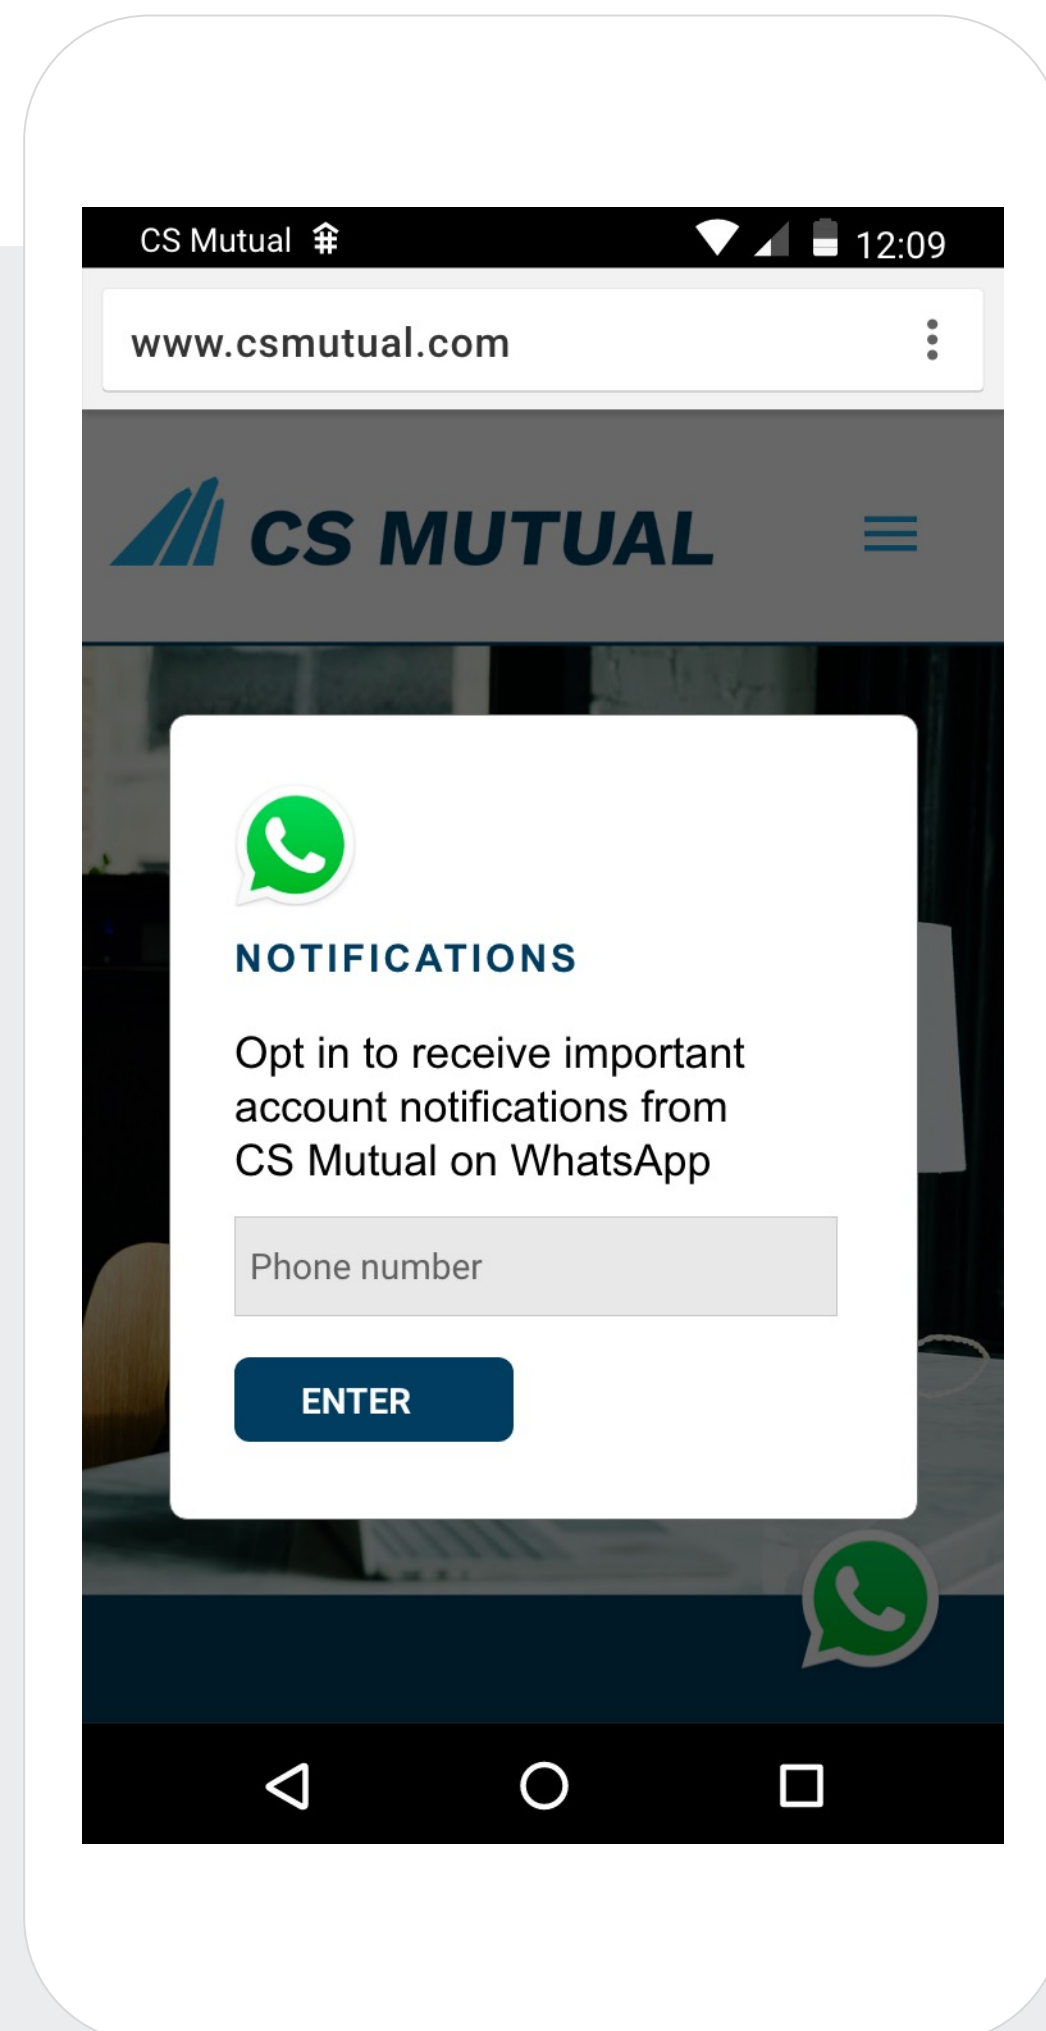 CS Mutual
12:09
www.csmutual.com
CS MUTUAL
NOTIFICATIONS
Opt in to receive important
account notifications from
CS Mutual on WhatsApp
Phone number
ENTER